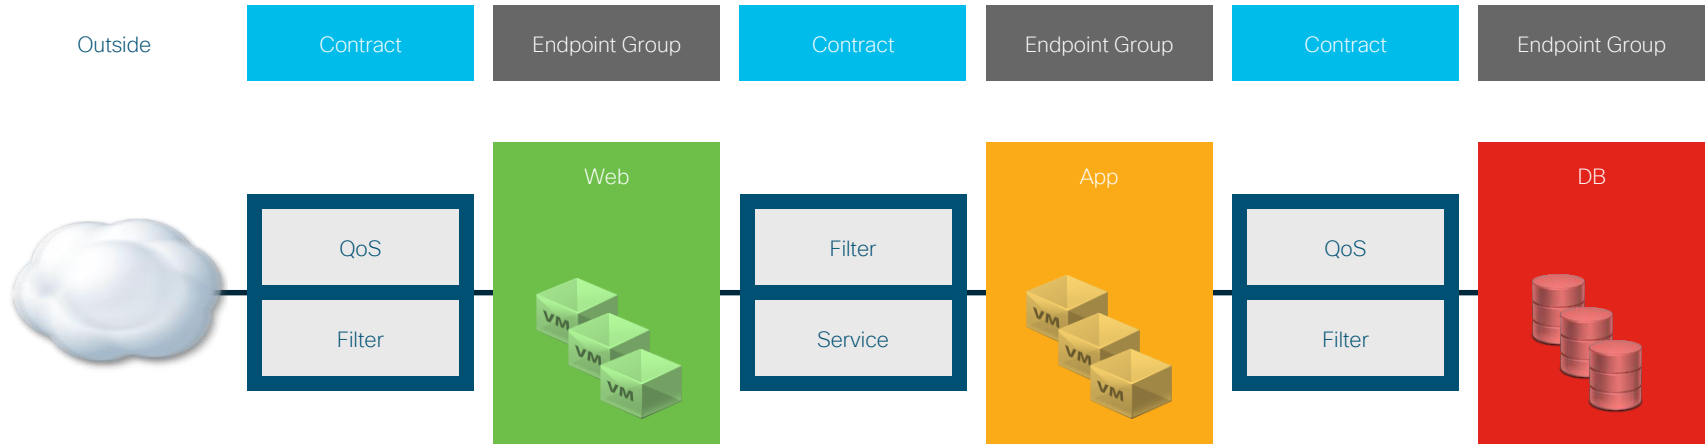 Outside
Contract
Endpoint Group
Contract
Endpoint Group
Contract
Endpoint Group
QoS
Filter
Web
VM
VM
VM
Filter
Service
App
VM
VM
VM
QoS
Filter
DB